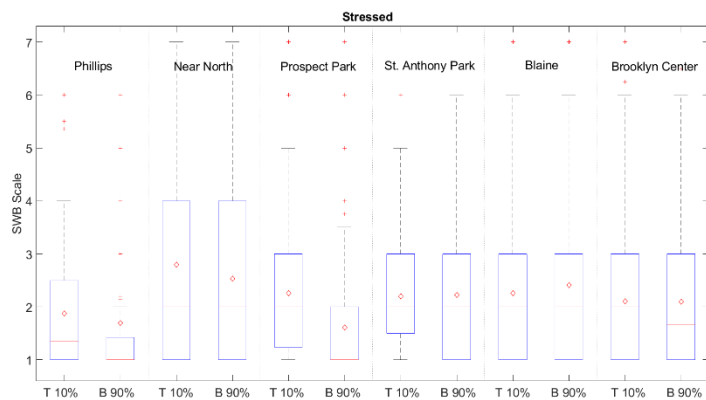 Stressed
7
Phillips Near North Prospect Park St. Anthony Park Blaine Brooklyn Center
6
5
SWB Scale
4
3
2
1
T 10% B 90% T 10% B 90% T 10% B 90% T 10% B 90% T 10% B 90% T 10% B 90%